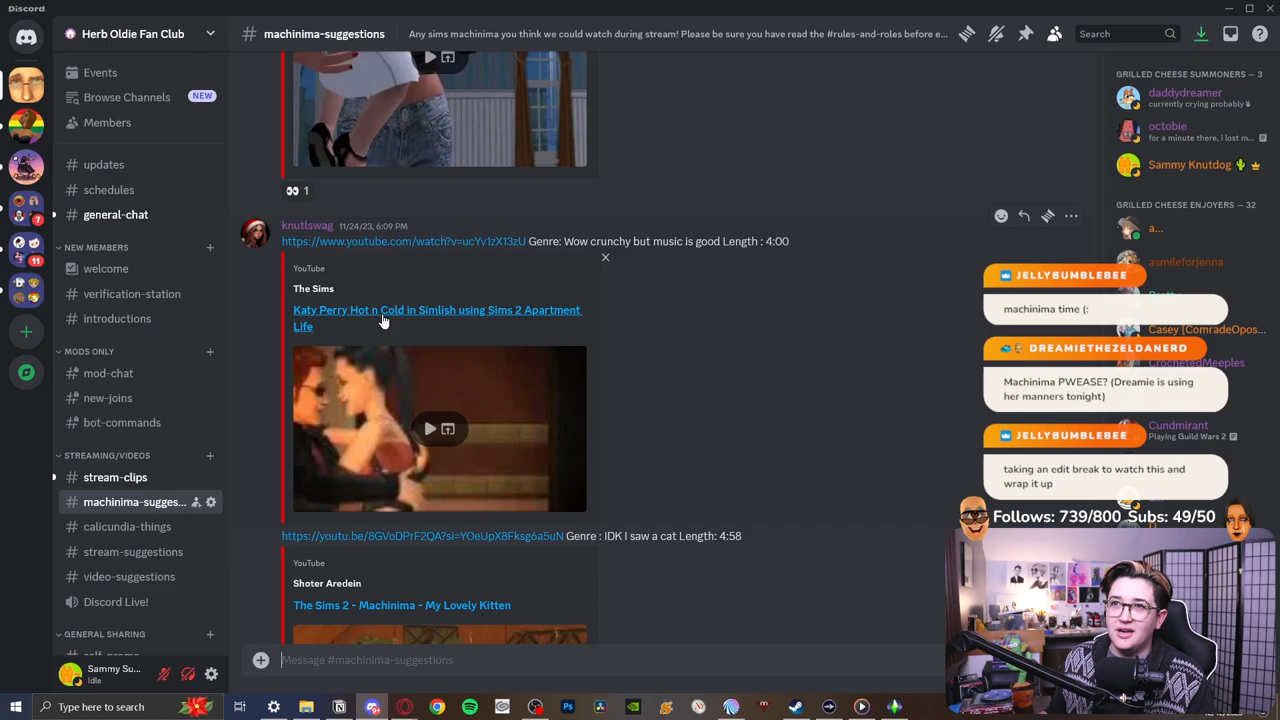 Discord
Herb Oldie Fan Club
Events
Browse Channels NEW
Members
updates
schedules
general-chat
NEW MEMBERS
welcome
verification-station
introductions
MODS ONLY
mod-chat
new-joins
bot-commands
STREAMING/VIDEOS
stream-clips
machinima-sugges...
calicundia-things
stream-suggestions
video-suggestions
Discord Live!
GENERAL SHARING
Sammy Su...
Idle
7
11
machinima-suggestions
Any sims machinima you think we could watch during stream! Please be sure you have read the #rules-and-roles before e...
Search
1
knutlswag 11/24/23, 6:09 PM
https://www.youtube.com/watch?v=ucYv1zX13zU Genre: Wow crunchy but music is good Length : 4:00
YouTube
The Sims
Katy Perry Hot n Cold in Simlish using Sims 2 Apartment
Life
https://youtu.be/8GVoDPrF2QA?si=YOeUpX8Fksg6a5uN Genre : IDK I saw a cat Length: 4:58
YouTube
Shoter Aredein
The Sims 2 - Machinima - My Lovely Kitten
Message #machinima-suggestions
GRILLED CHEESE SUMMONERS — 3
daddydreamer
currently crying probably
octobie
for a minute there, i lost m...
Sammy Knutdog
GRILLED CHEESE ENJOYERS — 32
a...
asmileforjenna
JELLYBUMBLEBEE
machinima time (:
Casey [ComradeOpos...
DREAMIETHEZELDANERD
CrochetedMeeples
Machinima PWEASE? (Dreamie is using
her manners tonight)
Cundmirant
Playing Guild Wars 2
JELLYBUMBLEBEE
taking an edit break to watch this and
wrap it up
Follows: 739/800 Subs: 49/50
Type here to search